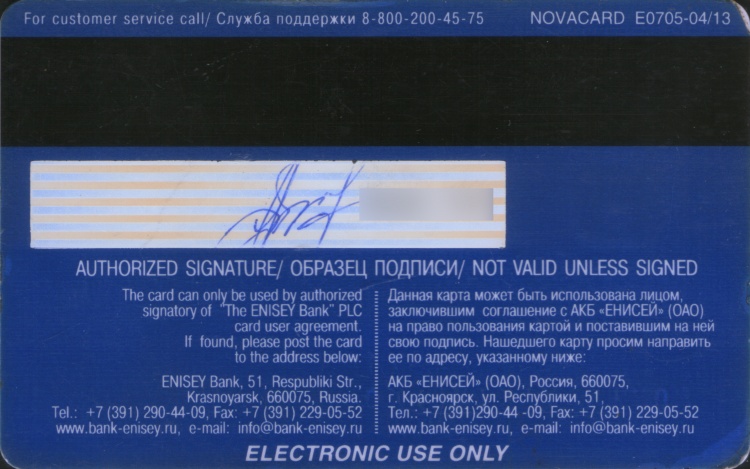 For customer service call/ Служба поддержки 8-800-200-45-75 NOVACARD E0705-04/13
AUTHORIZED SIGNATURE/ ОБРАЗЕЦ ПОДПИСИ/ NOT VALID UNLESS SIGNED
The card can only be used by authorized
signatory of "The ENISEY Bank" PLC
card user agreement.
If found, please post the card
to the address below:
ENISEY Bank, 51, Respubliki Str.,
Krasnoyarsk, 660075, Russia.
Tel.: +7 (391) 290-44-09, Fax: +7 (391) 229-05-52
www.bank-enisey.ru, e-mail: info@bank-enisey.ru
Данная карта может быть использована лицом,
заключившим соглашение с АКБ «ЕНИСЕЙ» (ОАО)
на право пользования картой и поставившим на ней
свою подпись. Нашедшего карту просим направить
ее по адресу, указанному ниже:
АКБ «ЕНИСЕЙ» (ОАО), Россия, 660075,
г. Красноярск, ул. Республики, 51,
Тел.: +7 (391)290-44 -09, Fax: +7 (391) 229-05-52
www.bank-enisey.ru, e-mail: info@bank-enisey.ru
ELECTRONIC USE ONLY